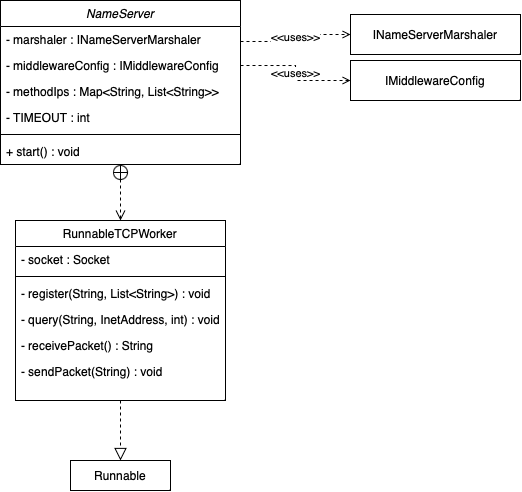 NameServer
- marshaler : INameServerMarshaler
- middlewareConfig : IMiddlewareConfig
- methodIps : Map<String, List<String>>
- TIMEOUT : int
+ start() : void
<<uses>>
INameServerMarshaler
<<uses>>
IMiddlewareConfig
RunnableTCPWorker
- socket : Socket
- register(String, List<String>) : void
- query(String, InetAddress, int) : void
- receivePacket() : String
- sendPacket(String) : void
Runnable